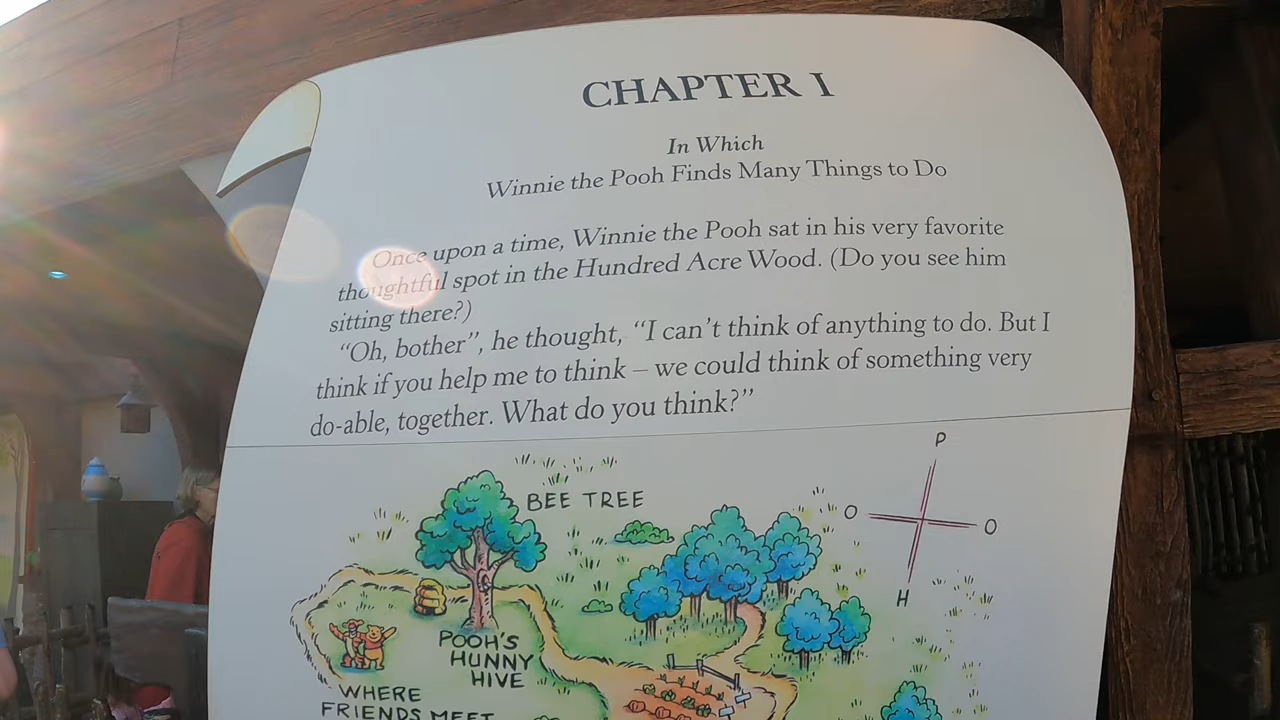 CHAPTER I
In Which
Winnie the Pooh Finds Many Things to Do
Once upon a time, Winnie the Pooh sat in his very favorite
thoughtful spot in the Hundred Acre Wood. (Do you see him
sitting there?)
"Oh, bother", he thought, "I can't think of anything to do. But I
think if you help me to think – we could think of something very
do-able, together. What do you think?"
P
BEE TREE
O
O
H
POOH'S
HUNNY
HIVE
WHERE
FRIENDS MEET